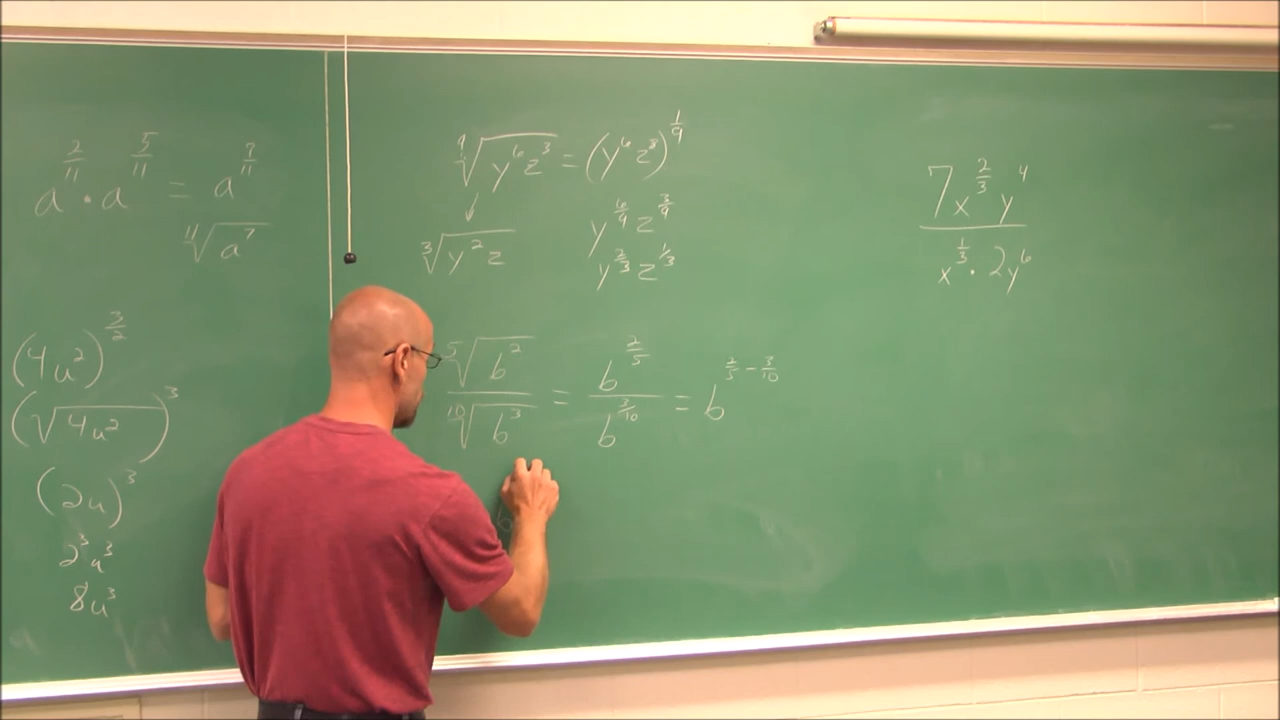 a^(2/11) · a^(5/11) = a^(7/11)
¹¹√(a⁷)
(4u²)^(3/2)
(√(4u²))³
(2u)³
2³u³
8u³
⁹√(y⁶z³) = (y⁶z³)^(1/9)
↓
³√(y²z)
y^(6/9) z^(3/9)
y^(2/3) z^(1/3)
⁵√(b²) / ¹⁰√(b³) = b^(2/5) / b^(3/10) = b^(2/5 − 3/10)
7x^(2/3) y⁴ / x^(1/3) · 2y⁶